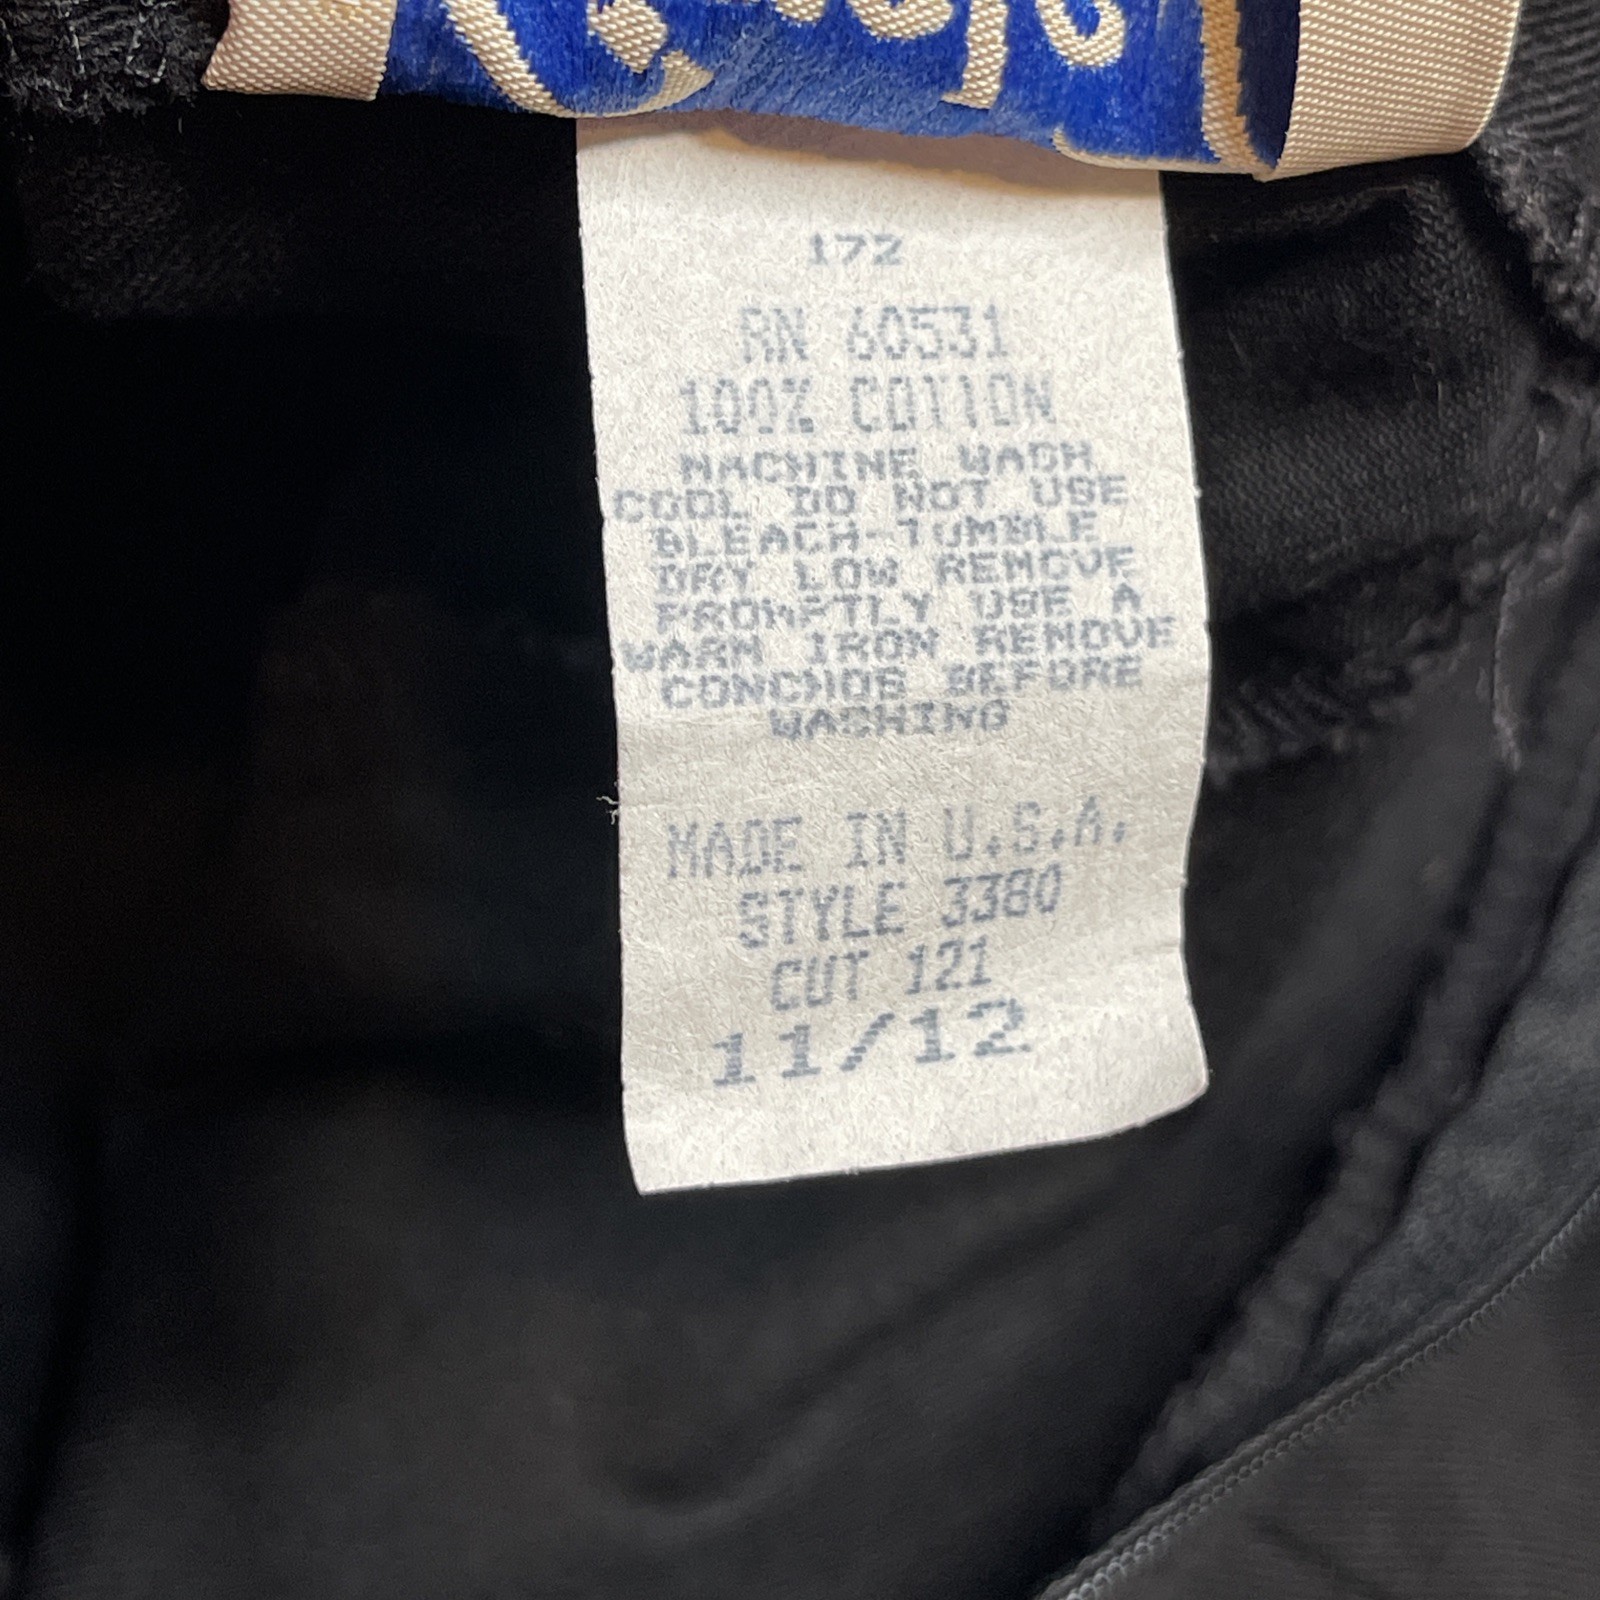 172
RN 60531
100% COTTON
MACHINE WASH
COOL DO NOT USE
BLEACH-TUMBLE
DRY LOW REMOVE
PROMPTLY USE A
WARM IRON REMOVE
CONCHOS BEFORE
WASHING
MADE IN U.S.A.
STYLE 3380
CUT 121
11/12